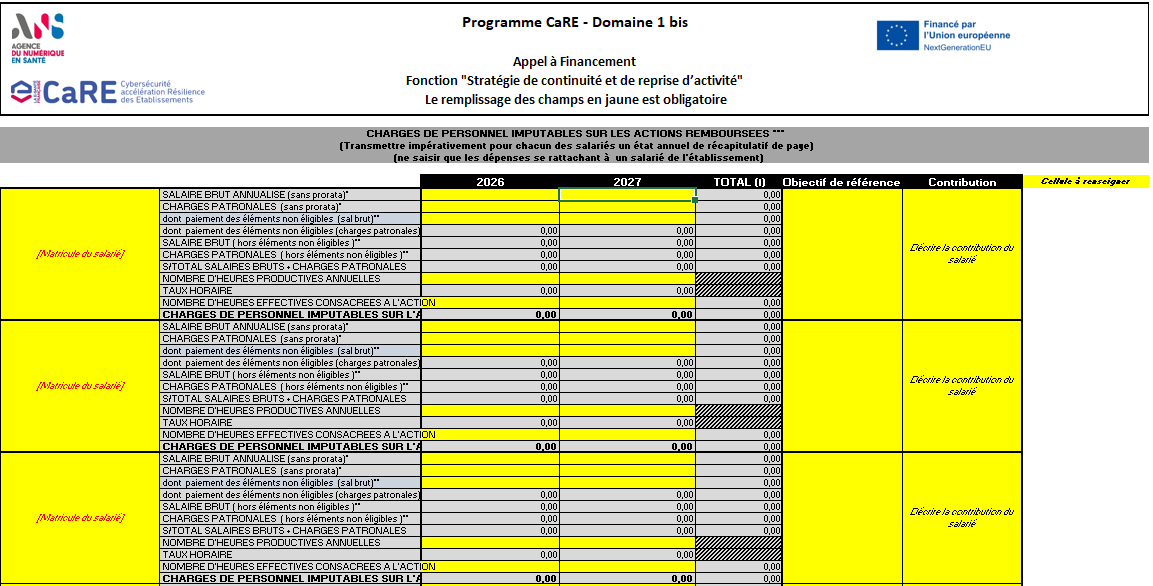 ANS
AGENCE
DU NUMÉRIQUE
EN SANTÉ
CaRE
Cybersécurité
accélération Résilience
des Etablissements
Programme CaRE - Domaine 1 bis
Appel à Financement
Fonction "Stratégie de continuité et de reprise d'activité"
Le remplissage des champs en jaune est obligatoire
Financé par
l'Union européenne
NextGenerationEU
CHARGES DE PERSONNEL IMPUTABLES SUR LES ACTIONS REMBOURSEES ***
(Transmettre impérativement pour chacun des salariés un état annuel de récapitulatif de page)
(ne saisir que les dépenses se rattachant à un salarié de l'établissement)
2026 2027 TOTAL (I) Objectif de référence Contribution Cellule à renseigner
[Matricule du salarié]
SALAIRE BRUT ANNUALISE (sans prorata)* 0,00
CHARGES PATRONALES (sans prorata)* 0,00
dont paiement des éléments non éligibles (sal brut)** 0,00
dont paiement des éléments non éligibles (charges patronales) 0,00 0,00 0,00
SALAIRE BRUT ( hors éléments non éligibles )** 0,00 0,00 0,00
CHARGES PATRONALES ( hors éléments non éligibles )** 0,00 0,00 0,00
S/TOTAL SALAIRES BRUTS + CHARGES PATRONALES 0,00 0,00 0,00
NOMBRE D'HEURES PRODUCTIVES ANNUELLES
TAUX HORAIRE 0,00 0,00
NOMBRE D'HEURES EFFECTIVES CONSACREES A L'ACTION 0,00
CHARGES DE PERSONNEL IMPUTABLES SUR L'A 0,00 0,00 0,00
Décrire la contribution du
salarié
[Matricule du salarié]
SALAIRE BRUT ANNUALISE (sans prorata)* 0,00
CHARGES PATRONALES (sans prorata)* 0,00
dont paiement des éléments non éligibles (sal brut)** 0,00
dont paiement des éléments non éligibles (charges patronales) 0,00 0,00 0,00
SALAIRE BRUT ( hors éléments non éligibles )** 0,00 0,00 0,00
CHARGES PATRONALES ( hors éléments non éligibles )** 0,00 0,00 0,00
S/TOTAL SALAIRES BRUTS + CHARGES PATRONALES 0,00 0,00 0,00
NOMBRE D'HEURES PRODUCTIVES ANNUELLES
TAUX HORAIRE 0,00 0,00
NOMBRE D'HEURES EFFECTIVES CONSACREES A L'ACTION 0,00
CHARGES DE PERSONNEL IMPUTABLES SUR L'A 0,00 0,00 0,00
Décrire la contribution du
salarié
[Matricule du salarié]
SALAIRE BRUT ANNUALISE (sans prorata)* 0,00
CHARGES PATRONALES (sans prorata)* 0,00
dont paiement des éléments non éligibles (sal brut)** 0,00
dont paiement des éléments non éligibles (charges patronales) 0,00 0,00 0,00
SALAIRE BRUT ( hors éléments non éligibles )** 0,00 0,00 0,00
CHARGES PATRONALES ( hors éléments non éligibles )** 0,00 0,00 0,00
S/TOTAL SALAIRES BRUTS + CHARGES PATRONALES 0,00 0,00 0,00
NOMBRE D'HEURES PRODUCTIVES ANNUELLES
TAUX HORAIRE 0,00 0,00
NOMBRE D'HEURES EFFECTIVES CONSACREES A L'ACTION 0,00
CHARGES DE PERSONNEL IMPUTABLES SUR L'A 0,00 0,00 0,00
Décrire la contribution du
salarié